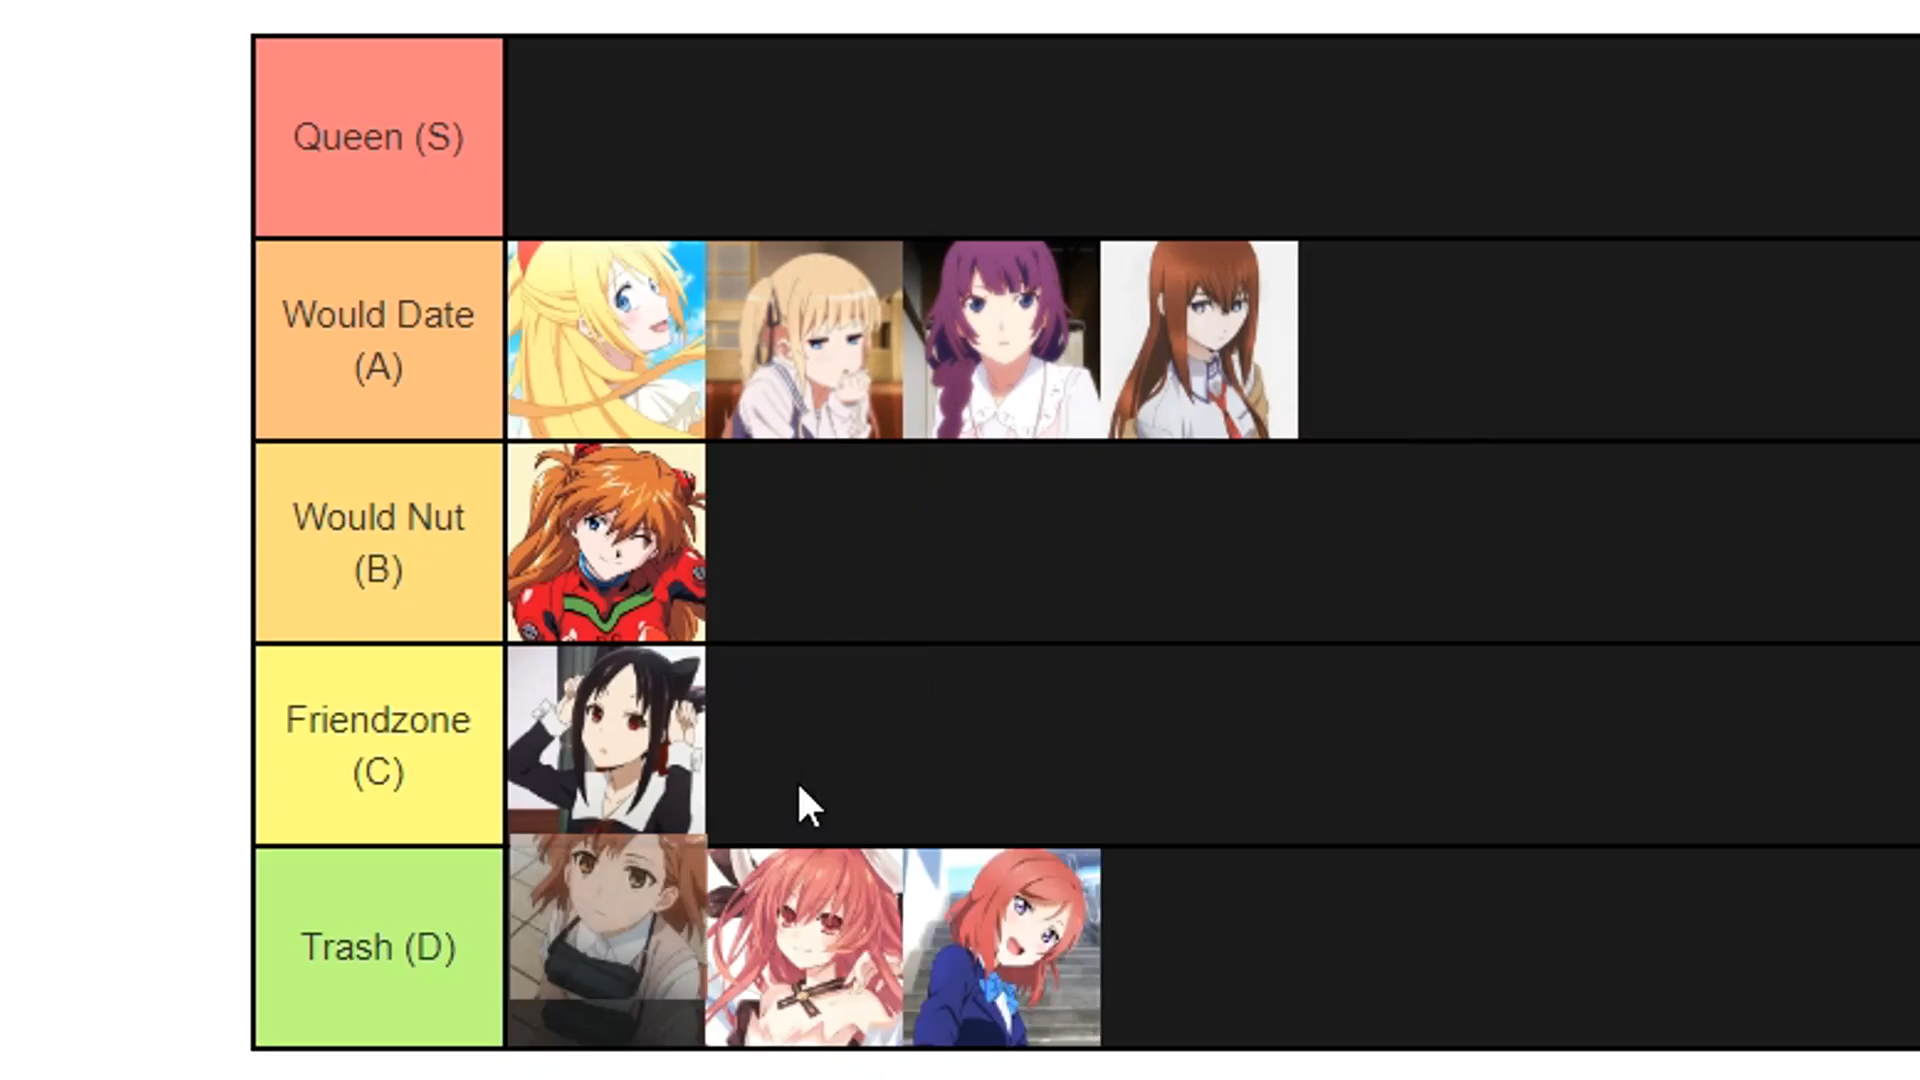 Queen (S)
Would Date
(A)
Would Nut
(B)
Friendzone
(C)
Trash (D)